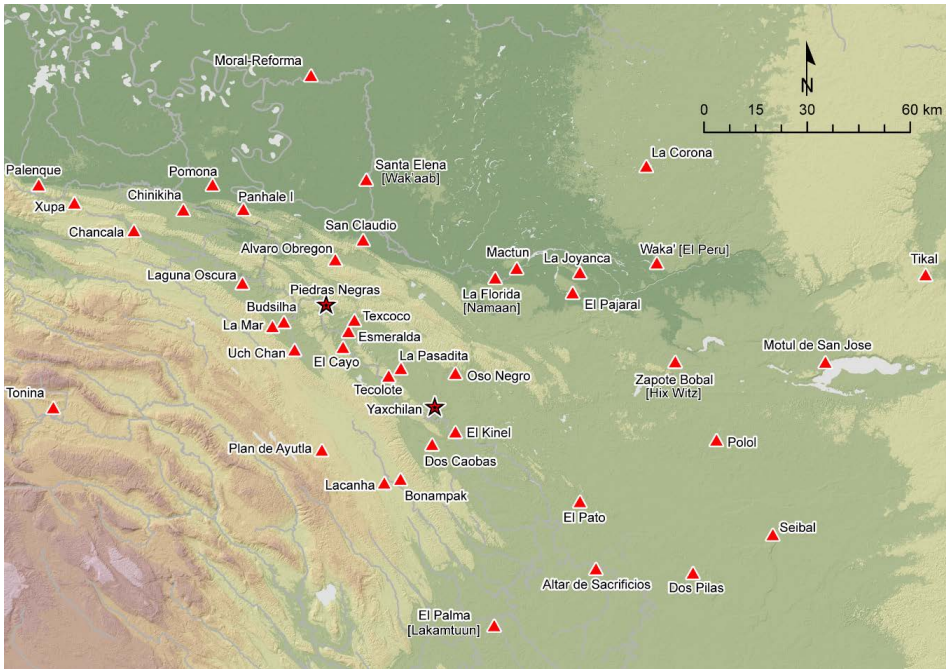 Moral-Reforma
N
0 15 30 60 km
La Corona
Palenque
Pomona
Santa Elena
[Wak'aab]
Xupa
Chinikiha
Panhale I
Chancala
San Claudio
Alvaro Obregon
Mactun
La Joyanca
Waka' [El Peru]
Tikal
Laguna Oscura
Piedras Negras
La Florida
[Namaan]
El Pajaral
Budsilha
Texcoco
La Mar
Esmeralda
Uch Chan
El Cayo
La Pasadita
Motul de San Jose
Oso Negro
Zapote Bobal
[Hix Witz]
Tecolote
Tonina
Yaxchilan
El Kinel
Polol
Plan de Ayutla
Dos Caobas
Lacanha
Bonampak
El Pato
Seibal
Altar de Sacrificios
Dos Pilas
El Palma
[Lakamtuun]